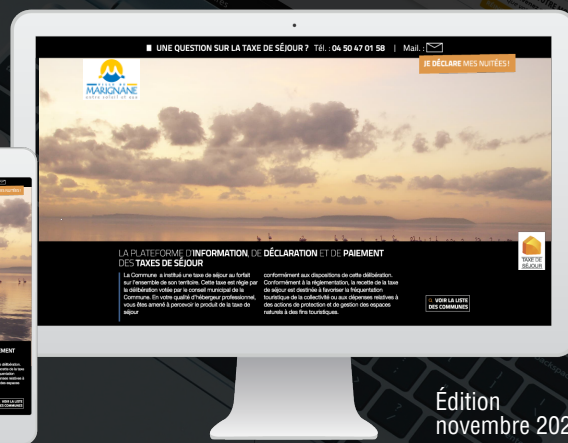 UNE QUESTION SUR LA TAXE DE SÉJOUR ? Tél. : 04 50 47 01 58 | Mail. :
JE DÉCLARE MES NUITÉES !
VILLE DE
MARIGNANE
LA PLATEFORME D'INFORMATION, DE DÉCLARATION ET DE PAIEMENT
DES TAXES DE SÉJOUR
La Commune a institué une taxe de séjour au forfait
sur l'ensemble de son territoire. Cette taxe est régie par
la délibération votée par le conseil municipal de la
Commune. En votre qualité d'hébergeur professionnel,
vous êtes amené à percevoir le produit de la taxe de
séjour
conformément aux dispositions de cette délibération.
Conformément à la réglementation, la recette de la taxe
de séjour est destinée à favoriser la fréquentation
touristique de la collectivité ou aux dépenses relatives à
des actions de protection et de gestion des espaces
naturels à des fins touristiques.
TAXE DE
SÉJOUR
VOIR LA LISTE
DES COMMUNES
Édition
novembre 202